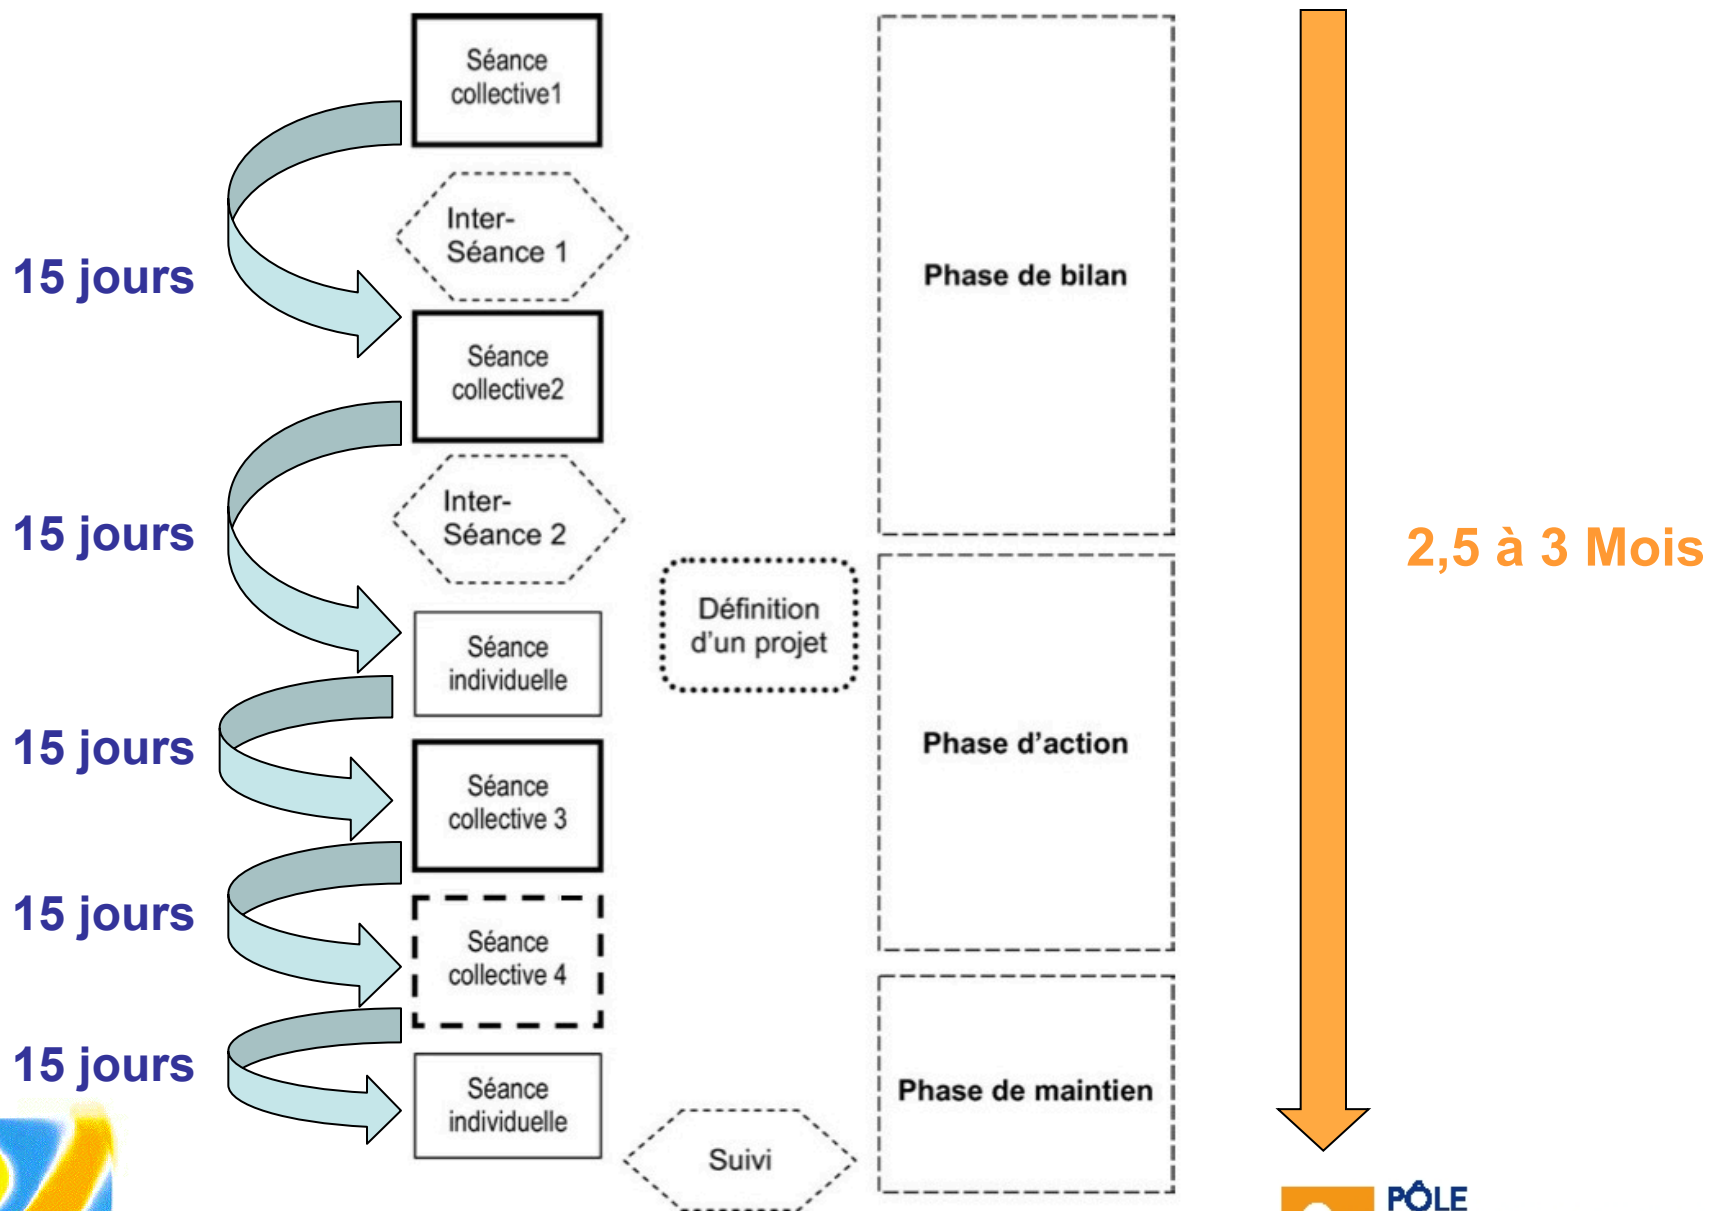 Séance
collective1
Inter-
Séance 1
15 jours
Phase de bilan
Séance
collective2
Inter-
Séance 2
15 jours
2,5 à 3 Mois
Définition
d'un projet
Séance
individuelle
15 jours
Phase d'action
Séance
collective 3
15 jours
Séance
collective 4
15 jours
Phase de maintien
Séance
individuelle
Suivi
PÔLE